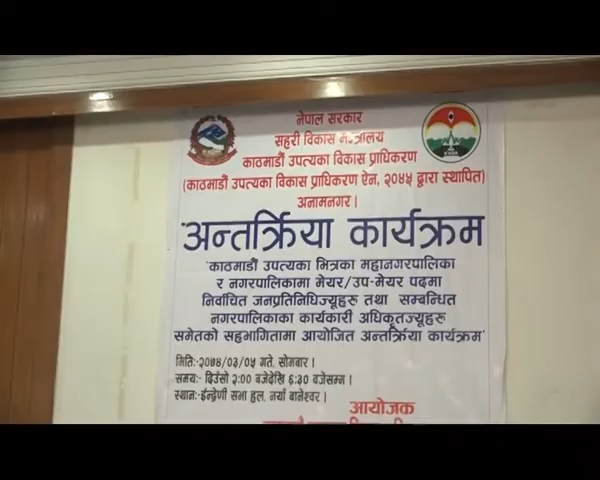 नेपाल सरकार
सहरी विकास मन्त्रालय
काठमाडौं उपत्यका विकास प्राधिकरण
(काठमाडौं उपत्यका विकास प्राधिकरण ऐन, २०४५ द्वारा स्थापित)
अनामनगर।
"अन्तर्क्रिया कार्यक्रम
"काठमाडौं उपत्यका भित्रका महानगरपालिका
र नगरपालिकामा मेयर/उप-मेयर पदमा
निर्वाचित जनप्रतिनिधिज्यूहरु तथा सम्बन्धित
नगरपालिकाका कार्यकारी अधिकृतज्यूहरु
समेतको सहभागितामा आयोजित अन्तर्क्रिया कार्यक्रम"
मिति:-२०७४/०३/०५ गते, सोमबार।
समय:- दिउँसो २:०० बजेदेखि ६:३० बजेसम्म।
स्थान:- ईन्द्रेणी सभा हल, नयाँ बानेश्वर।
आयोजक